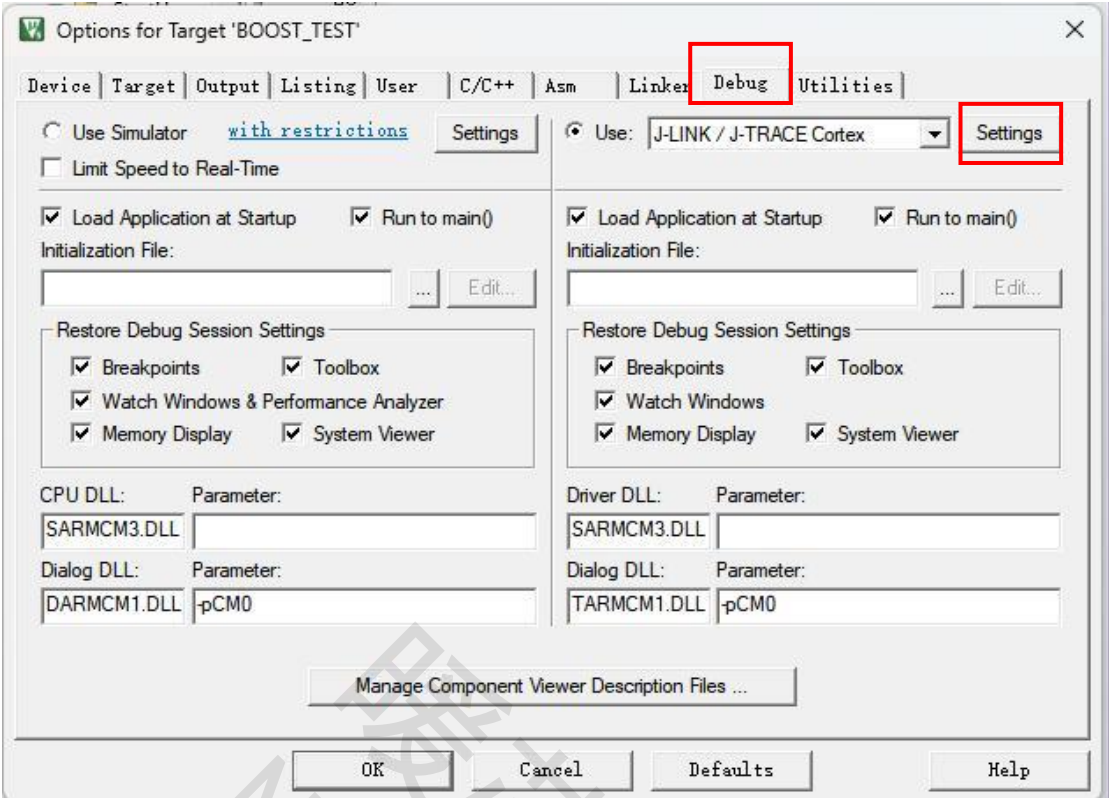 Options for Target 'BOOST_TEST'
Device Target Output Listing User C/C++ Asm Linker Debug Utilities
Use Simulator with restrictions Settings Use: J-LINK / J-TRACE Cortex Settings
Limit Speed to Real-Time
Load Application at Startup Run to main() Load Application at Startup Run to main()
Initialization File: Initialization File:
... Edit... ... Edit...
Restore Debug Session Settings Restore Debug Session Settings
Breakpoints Toolbox Breakpoints Toolbox
Watch Windows & Performance Analyzer Watch Windows
Memory Display System Viewer Memory Display System Viewer
CPU DLL: Parameter: Driver DLL: Parameter:
SARMCM3.DLL SARMCM3.DLL
Dialog DLL: Parameter: Dialog DLL: Parameter:
DARMCM1.DLL -pCM0 TARMCM1.DLL -pCM0
Manage Component Viewer Description Files ...
OK Cancel Defaults Help